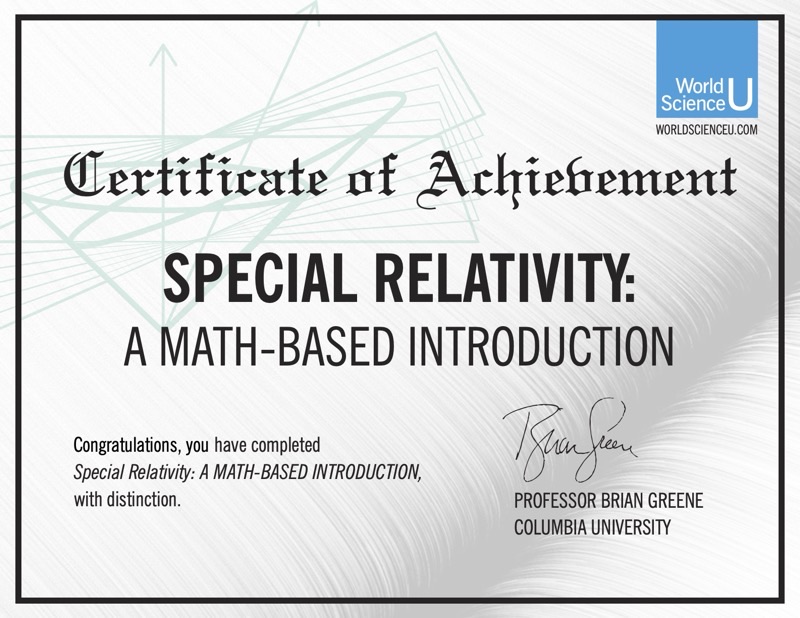 World
Science U
WORLDSCIENCEU.COM
Certificate of Achievement
SPECIAL RELATIVITY:
A MATH-BASED INTRODUCTION
Congratulations, you have completed
Special Relativity: A MATH-BASED INTRODUCTION,
with distinction.
Brian Greene
PROFESSOR BRIAN GREENE
COLUMBIA UNIVERSITY